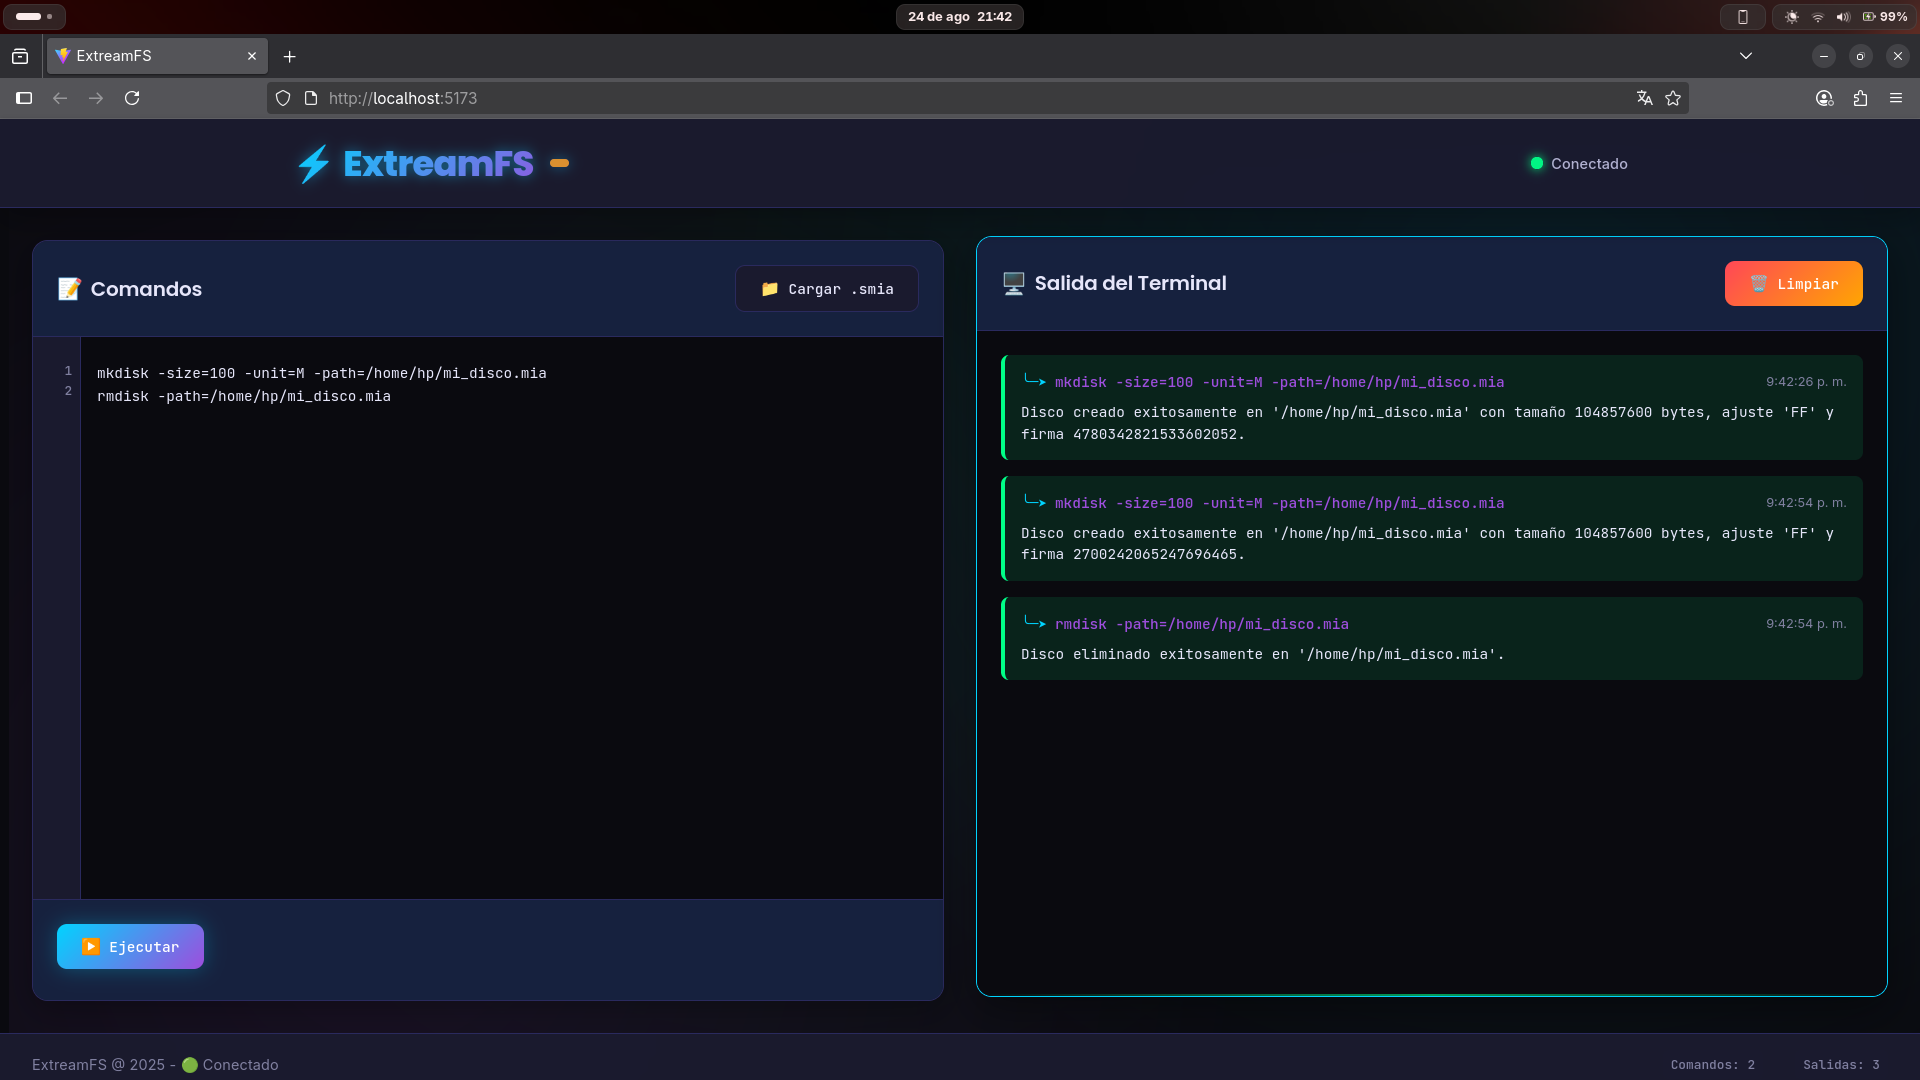 24 de ago 21:42
99%
ExtreamFS
http://localhost:5173
ExtreamFS
Conectado
Comandos
Cargar .smia
1 mkdisk -size=100 -unit=M -path=/home/hp/mi_disco.mia
2 rmdisk -path=/home/hp/mi_disco.mia
Ejecutar
Salida del Terminal
Limpiar
mkdisk -size=100 -unit=M -path=/home/hp/mi_disco.mia 9:42:26 p. m.
Disco creado exitosamente en '/home/hp/mi_disco.mia' con tamaño 104857600 bytes, ajuste 'FF' y
firma 4780342821533602052.
mkdisk -size=100 -unit=M -path=/home/hp/mi_disco.mia 9:42:54 p. m.
Disco creado exitosamente en '/home/hp/mi_disco.mia' con tamaño 104857600 bytes, ajuste 'FF' y
firma 2700242065247696465.
rmdisk -path=/home/hp/mi_disco.mia 9:42:54 p. m.
Disco eliminado exitosamente en '/home/hp/mi_disco.mia'.
ExtreamFS @ 2025 - Conectado
Comandos: 2 Salidas: 3